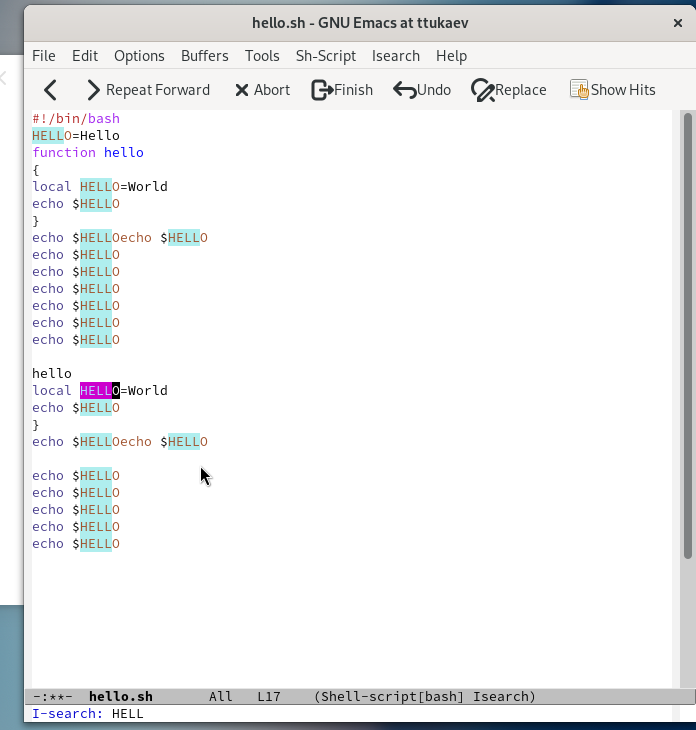 hello.sh - GNU Emacs at ttukaev ×
File Edit Options Buffers Tools Sh-Script Isearch Help
Repeat Forward Abort Finish Undo Replace Show Hits
#!/bin/bash
HELLO=Hello
function hello
{
local HELLO=World
echo $HELLO
}
echo $HELLOecho $HELLO
echo $HELLO
echo $HELLO
echo $HELLO
echo $HELLO
echo $HELLO
echo $HELLO
hello
local HELLO=World
echo $HELLO
}
echo $HELLOecho $HELLO
echo $HELLO
echo $HELLO
echo $HELLO
echo $HELLO
echo $HELLO
-:**- hello.sh All L17 (Shell-script[bash] Isearch)
I-search: HELL